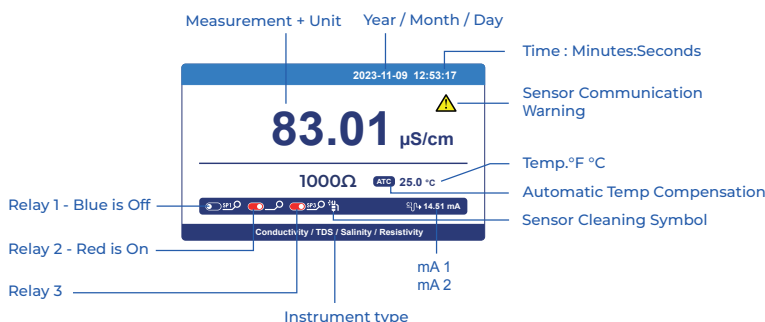 Measurement + Unit
Year / Month / Day
Time : Minutes:Seconds
2023-11-09 12:53:17
Sensor Communication
Warning
83.01 µS/cm
Temp.°F °C
1000Ω ATC 25.0 °C
Automatic Temp Compensation
Relay 1 - Blue is Off
SP1
SP3
14.51 mA
Sensor Cleaning Symbol
Conductivity / TDS / Salinity / Resistivity
Relay 2 - Red is On
mA 1
mA 2
Relay 3
Instrument type